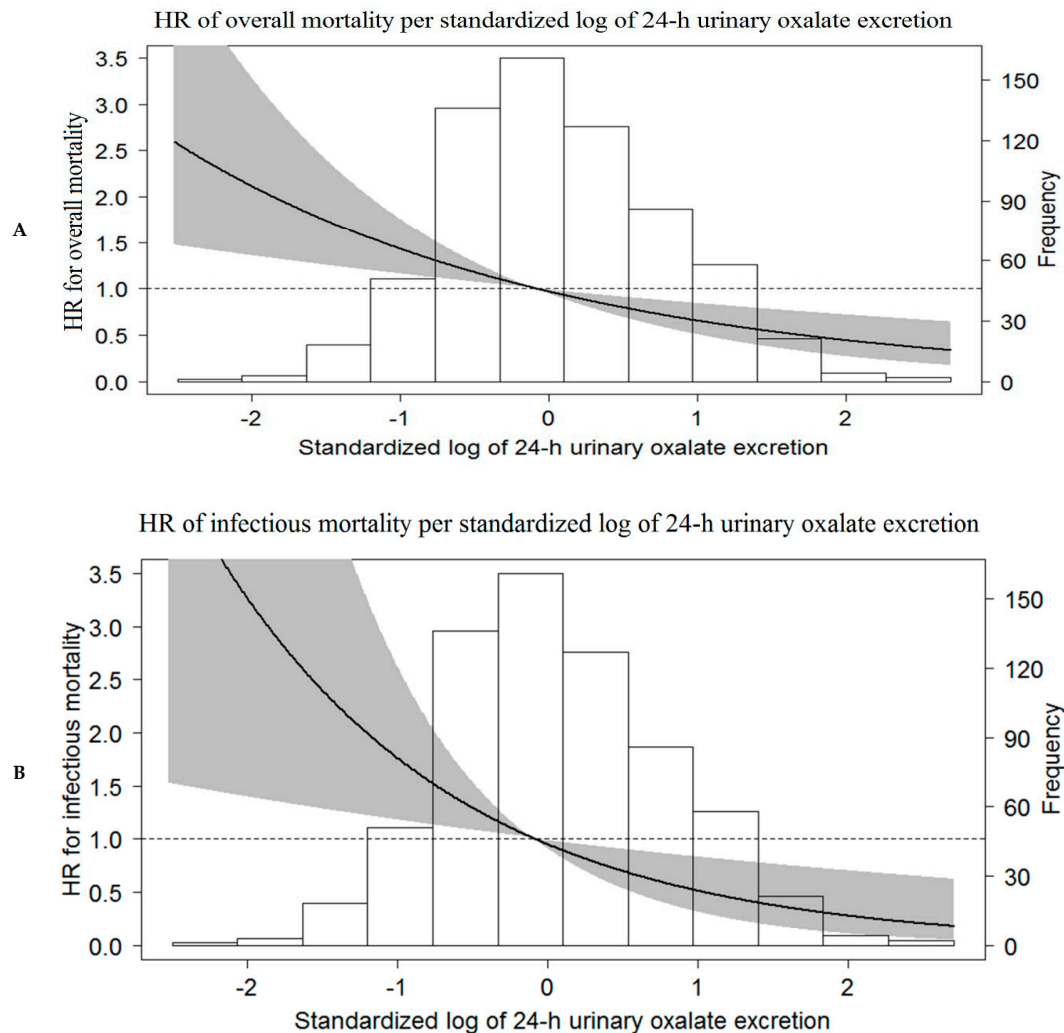 HR of overall mortality per standardized log of 24-h urinary oxalate excretion
A
HR for overall mortality
3.5
3.0
2.5
2.0
1.5
1.0
0.5
0.0
150
120
90
60
30
0
Frequency
-2 -1 0 1 2
Standardized log of 24-h urinary oxalate excretion
HR of infectious mortality per standardized log of 24-h urinary oxalate excretion
B
HR for infectious mortality
3.5
3.0
2.5
2.0
1.5
1.0
0.5
0.0
150
120
90
60
30
0
Frequency
-2 -1 0 1 2
Standardized log of 24-h urinary oxalate excretion